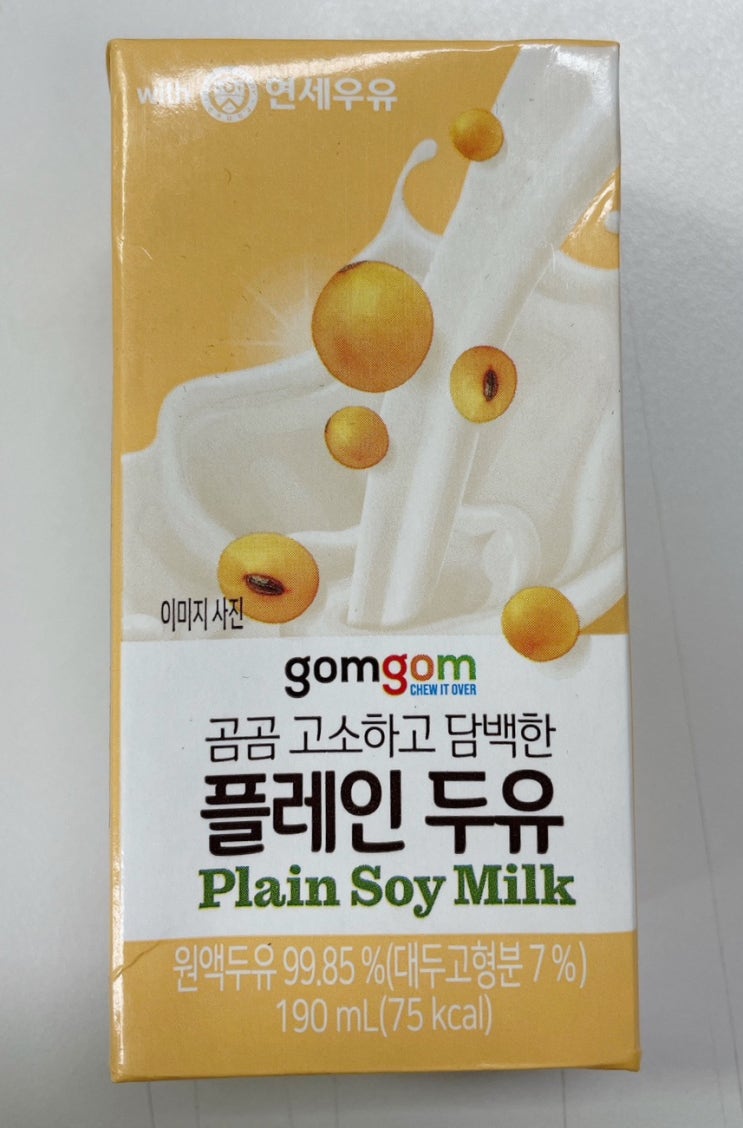 with 연세우유
이미지 사진
gomgom
CHEW IT OVER
곰곰 고소하고 담백한
플레인 두유
Plain Soy Milk
원액두유 99.85 %(대두고형분 7 %)
190 mL(75 kcal)